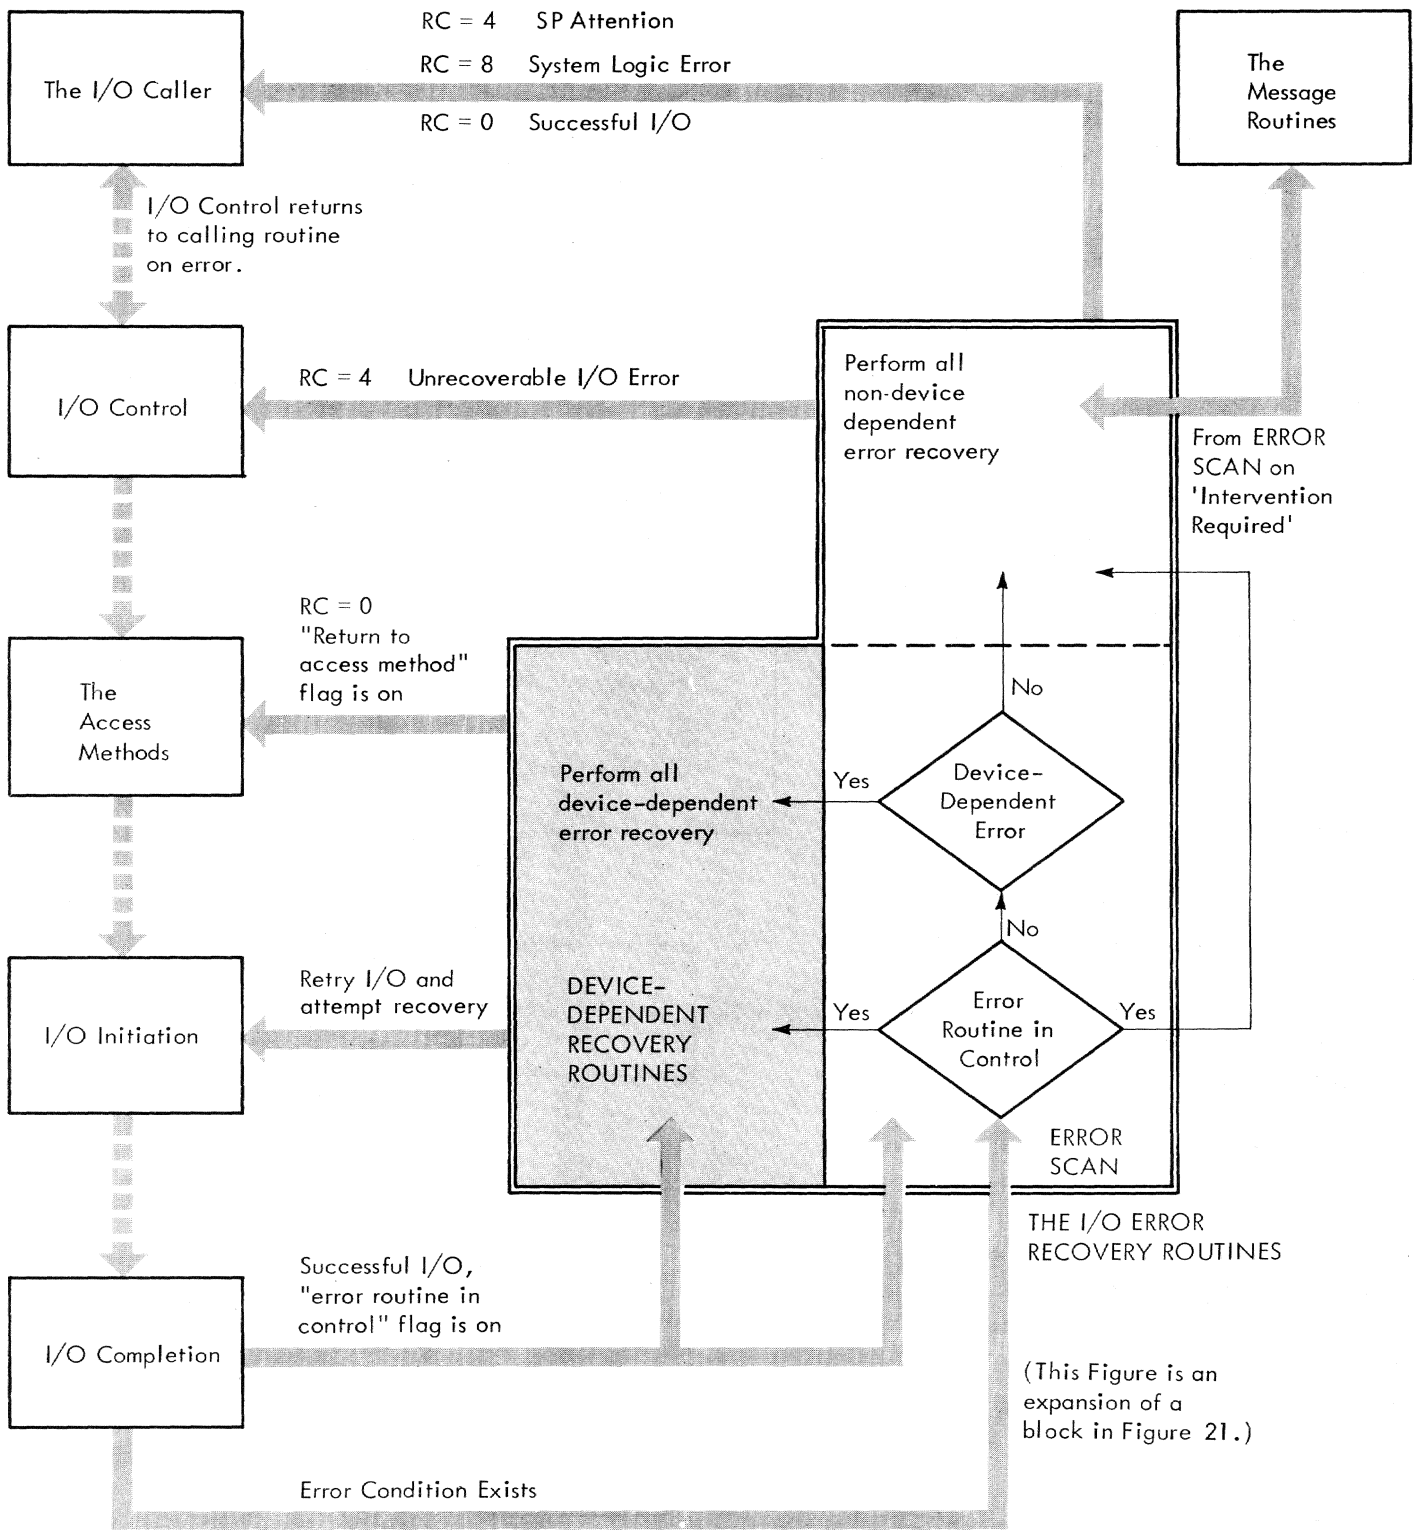 RC = 4 SP Attention
RC = 8 System Logic Error
RC = 0 Successful I/O
The I/O Caller
The
Message
Routines
I/O Control returns
to calling routine
on error.
I/O Control
RC = 4 Unrecoverable I/O Error
Perform all
non-device
dependent
error recovery
From ERROR
SCAN on
'Intervention
Required'
RC = 0
"Return to
access method"
flag is on
The
Access
Methods
No
Perform all
device-dependent
error recovery
Yes
Device-
Dependent
Error
No
Retry I/O and
attempt recovery
I/O Initiation
DEVICE-
DEPENDENT
RECOVERY
ROUTINES
Yes
Error
Routine in
Control
Yes
ERROR
SCAN
THE I/O ERROR
RECOVERY ROUTINES
Successful I/O,
"error routine in
control" flag is on
I/O Completion
(This Figure is an
expansion of a
block in Figure 21.)
Error Condition Exists